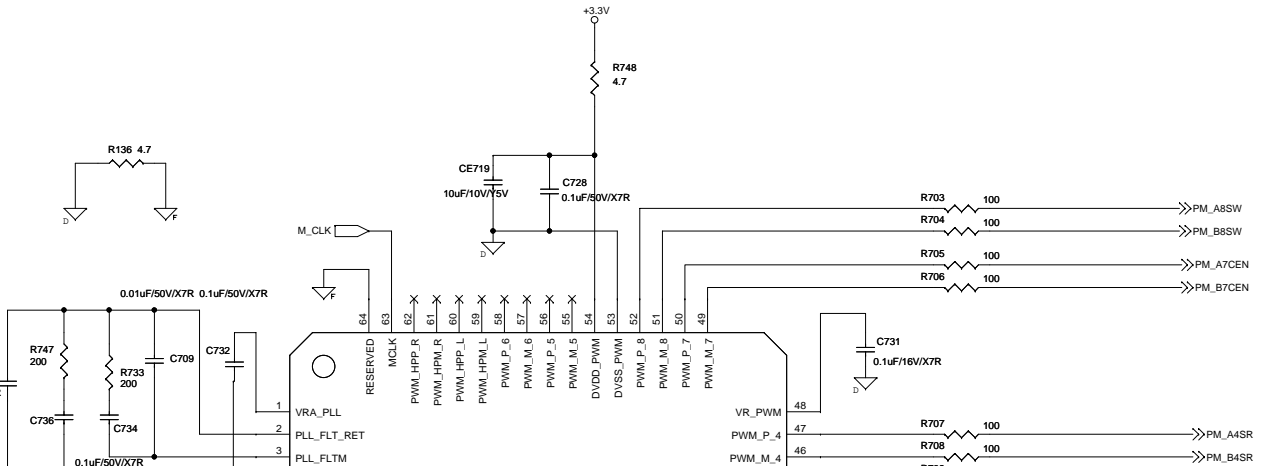 +3.3V
R748
4.7
R136 4.7
CE719
10uF/10V/Y5V
C728
0.1uF/50V/X7R
D
F
D
M_CLK
F
R703 100
PM_A8SW
R704 100
PM_B8SW
R705 100
PM_A7CEN
R706 100
PM_B7CEN
0.01uF/50V/X7R 0.1uF/50V/X7R
64 63 62 61 60 59 58 57 56 55 54 53 52 51 50 49
RESERVED
MCLK
PWM_HPP_R
PWM_HPM_R
PWM_HPP_L
PWM_HPM_L
PWM_P_6
PWM_M_6
PWM_P_5
PWM_M_5
DVDD_PWM
DVSS_PWM
PWM_P_8
PWM_M_8
PWM_P_7
PWM_M_7
R747
200
R733
200
C709
C732
C731
0.1uF/16V/X7R
D
C736
C734
0.1uF/50V/X7R
1 VRA_PLL
2 PLL_FLT_RET
3 PLL_FLTM
VR_PWM 48
PWM_P_4 47
PWM_M_4 46
R707 100
PM_A4SR
R708 100
PM_B4SR